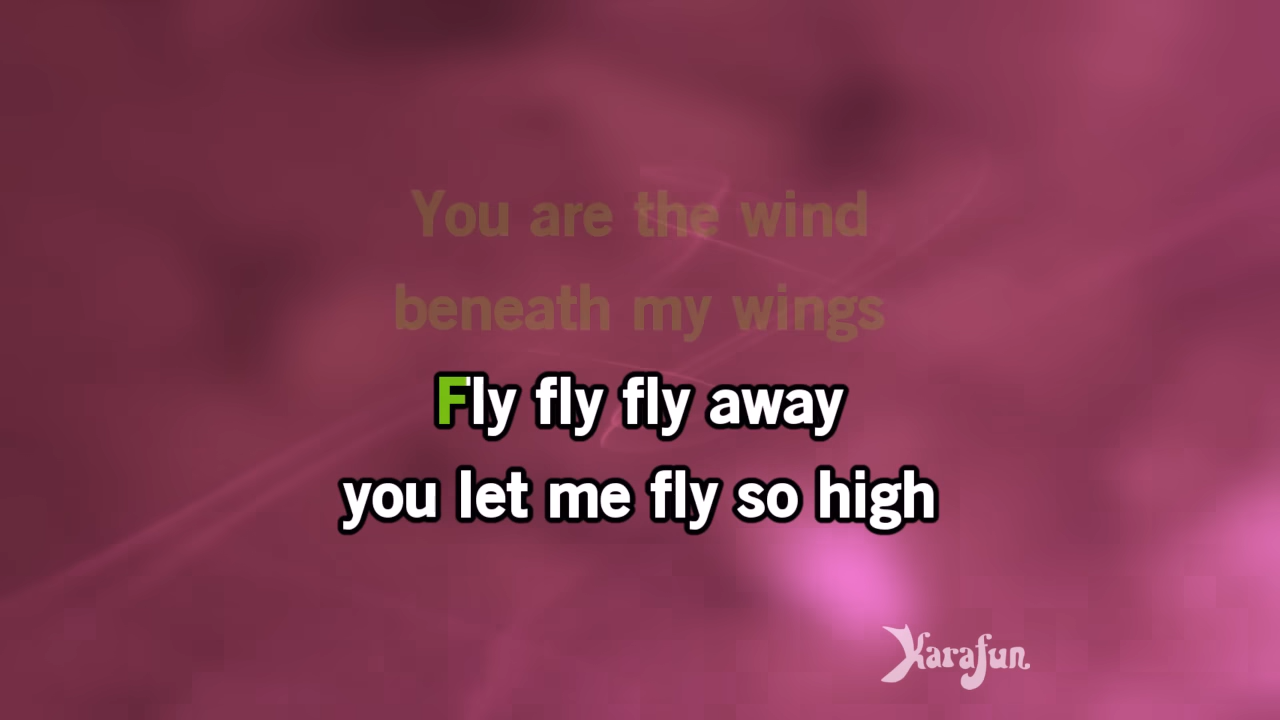 You are the wind
beneath my wings
Fly fly fly away
you let me fly so high
Karafun